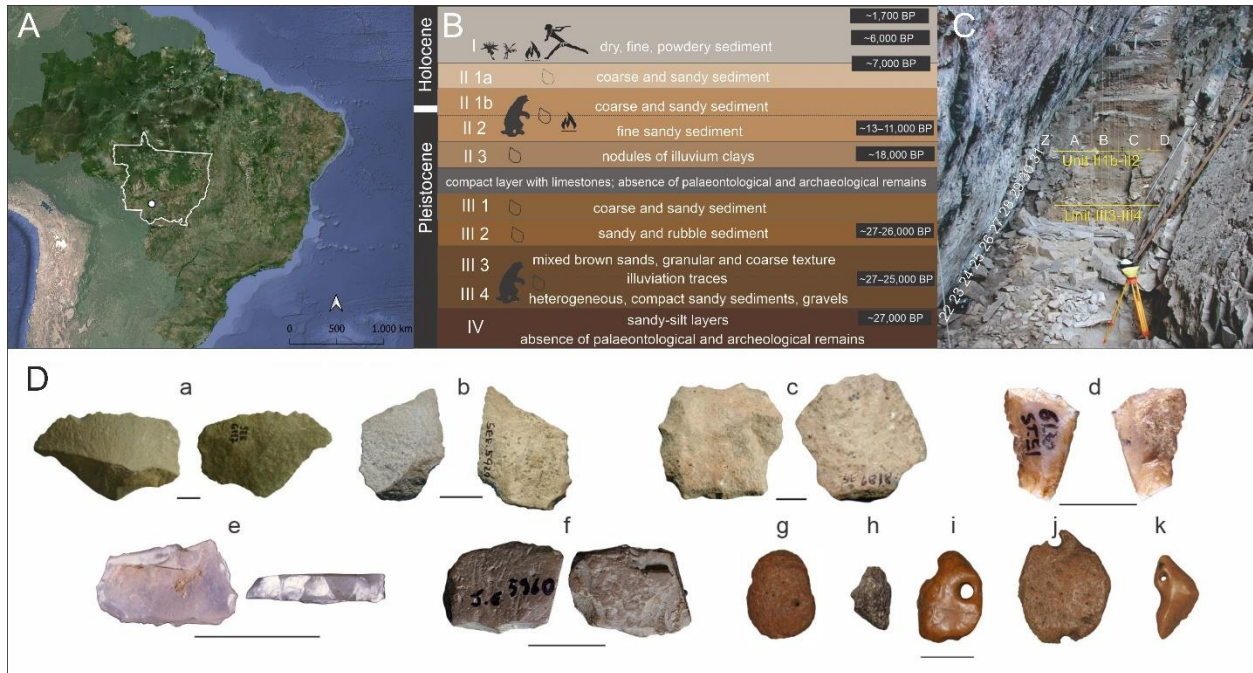 A
0 500 1,000 km
B
Holocene
Pleistocene
I dry, fine, powdery sediment
~1,700 BP
~6,000 BP
~7,000 BP
II 1a coarse and sandy sediment
II 1b coarse and sandy sediment
II 2 fine sandy sediment ~13–11,000 BP
II 3 nodules of illuvium clays ~18,000 BP
compact layer with limestones; absence of palaeontological and archaeological remains
III 1 coarse and sandy sediment
III 2 sandy and rubble sediment ~27-26,000 BP
III 3 mixed brown sands, granular and coarse texture
illuviation traces ~27–25,000 BP
III 4 heterogeneous, compact sandy sediments, gravels
IV sandy-silt layers ~27,000 BP
absence of palaeontological and archeological remains
C
Z A B C D
Unit II1b-II2
Unit III3-III4
22 23 24 25 26 27 28 29 30 31
D
a b c d
e f g h i j k
5960